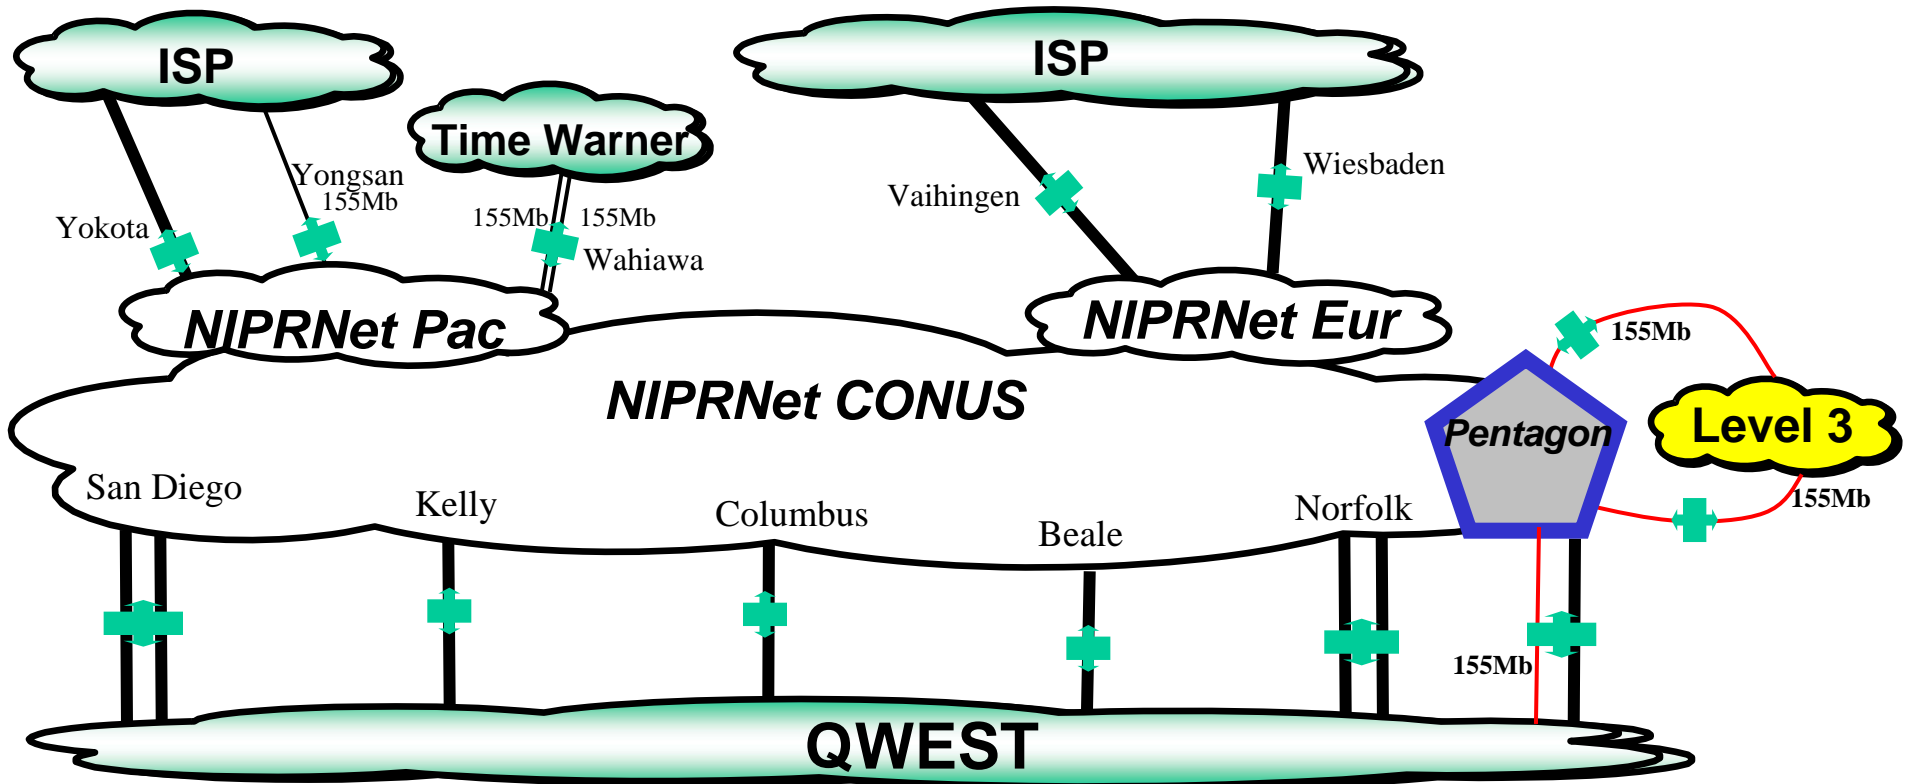 ISP
ISP
Time Warner
Yongsan
155Mb
Yokota
155Mb
155Mb
Wahiawa
Vaihingen
Wiesbaden
NIPRNet Pac
NIPRNet Eur
NIPRNet CONUS
155Mb
Pentagon
Level 3
155Mb
San Diego
Kelly
Columbus
Beale
Norfolk
155Mb
QWEST